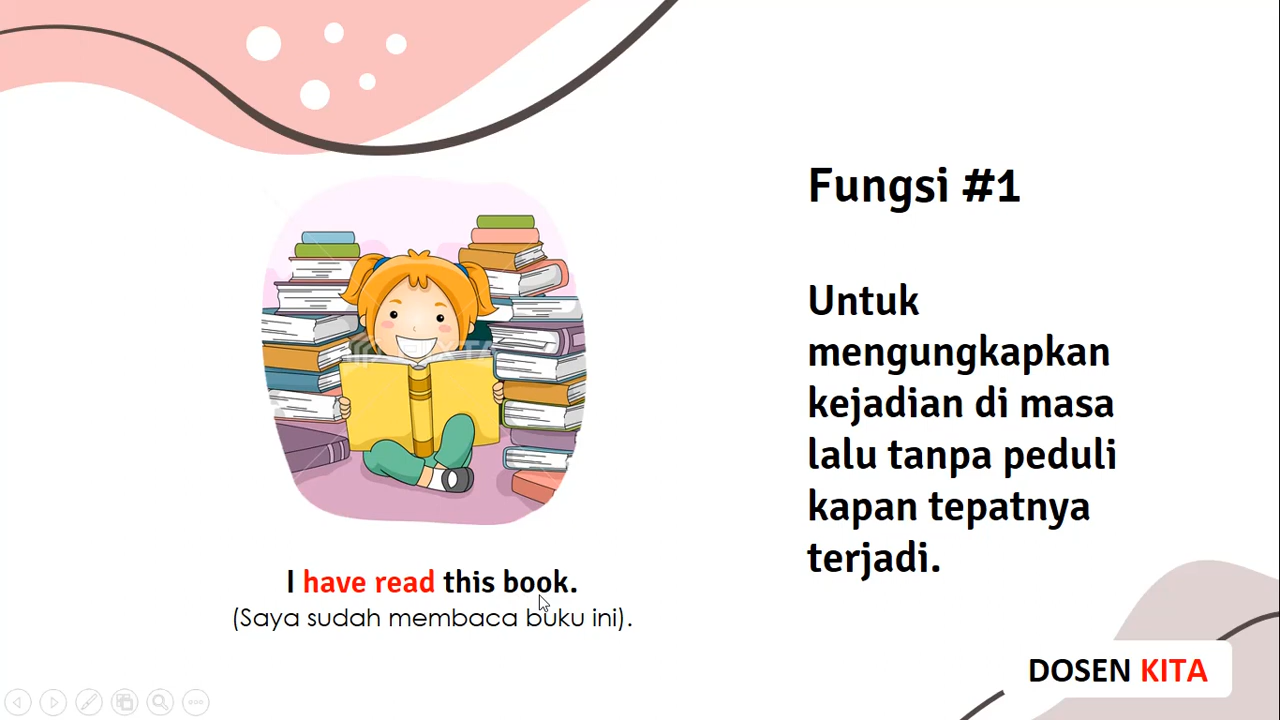 Fungsi #1
Untuk
mengungkapkan
kejadian di masa
lalu tanpa peduli
kapan tepatnya
terjadi.
I have read this book.
(Saya sudah membaca buku ini).
DOSEN KITA